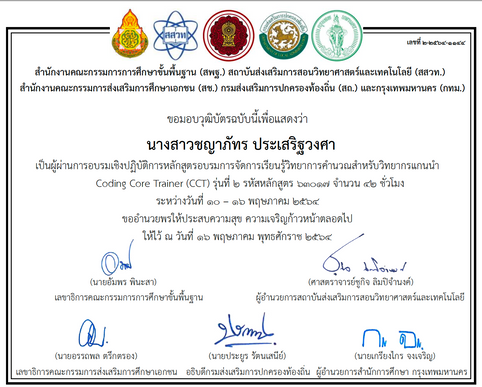 สสวท
เลขที่ ๒-๒๕๖๔-๑๑๔๔
สำนักงานคณะกรรมการการศึกษาขั้นพื้นฐาน (สพฐ.) สถาบันส่งเสริมการสอนวิทยาศาสตร์และเทคโนโลยี (สสวท.)
สำนักงานคณะกรรมการส่งเสริมการศึกษาเอกชน (สช.) กรมส่งเสริมการปกครองท้องถิ่น (สถ.) และกรุงเทพมหานคร (กทม.)
ขอมอบวุฒิบัตรฉบับนี้เพื่อแสดงว่า
นางสาวชญาภัทร ประเสริฐวงศา
เป็นผู้ผ่านการอบรมเชิงปฏิบัติการหลักสูตรอบรมการจัดการเรียนรู้วิทยาการคำนวณสำหรับวิทยากรแกนนำ
Coding Core Trainer (CCT) รุ่นที่ ๒ รหัสหลักสูตร ๖๓๐๑๗ จำนวน ๔๒ ชั่วโมง
ระหว่างวันที่ ๑๐ – ๑๖ พฤษภาคม ๒๕๖๔
ขออำนวยพรให้ประสบความสุข ความเจริญก้าวหน้าตลอดไป
ให้ไว้ ณ วันที่ ๑๖ พฤษภาคม พุทธศักราช ๒๕๖๔
(นายอัมพร พินะสา) (ศาสตราจารย์ชูกิจ ลิมปิจำนงค์)
เลขาธิการคณะกรรมการการศึกษาขั้นพื้นฐาน ผู้อำนวยการสถาบันส่งเสริมการสอนวิทยาศาสตร์และเทคโนโลยี
(นายอรรถพล ตรึกตรอง) (นายประยูร รัตนเสนีย์) (นายเกรียงไกร จงเจริญ)
เลขาธิการคณะกรรมการส่งเสริมการศึกษาเอกชน อธิบดีกรมส่งเสริมการปกครองท้องถิ่น ผู้อำนวยการสำนักการศึกษา กรุงเทพมหานคร